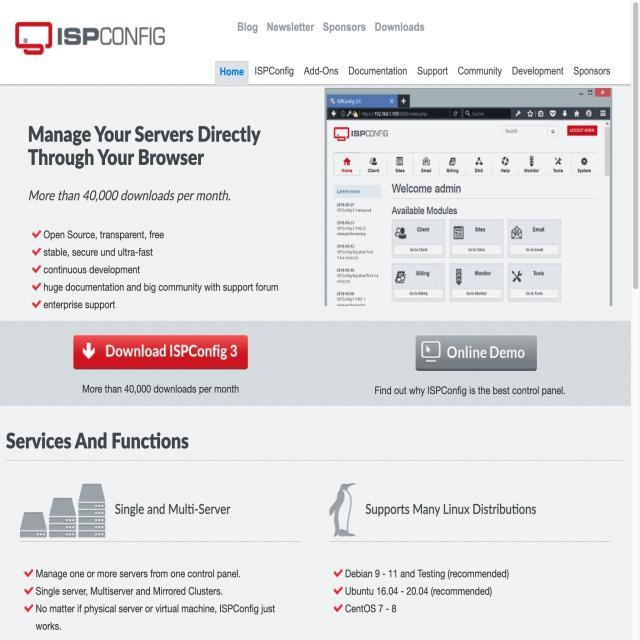 ISPCONFIG
Blog Newsletter Sponsors Downloads
Home ISPConfig Add-Ons Documentation Support Community Development Sponsors
Manage Your Servers Directly
Through Your Browser
More than 40,000 downloads per month.
Open Source, transparent, free
stable, secure und ultra-fast
continuous development
huge documentation and big community with support forum
enterprise support
ISPConfig 3.1
ISPCONFIG
Search
LOGOUT ADMIN
Home Client Sites Email Billing DNS Help Monitor Tools System
Latest news
Welcome admin
Available Modules
Client Sites Email
Go to Client Go to Sites Go to Email
Billing Monitor Tools
Go to Billing Go to Monitor Go to Tools
Download ISPConfig 3
Online Demo
More than 40,000 downloads per month
Find out why ISPConfig is the best control panel.
Services And Functions
Single and Multi-Server
Supports Many Linux Distributions
Manage one or more servers from one control panel.
Single server, Multiserver and Mirrored Clusters.
No matter if physical server or virtual machine, ISPConfig just
works.
Debian 9 - 11 and Testing (recommended)
Ubuntu 16.04 - 20.04 (recommended)
CentOS 7 - 8